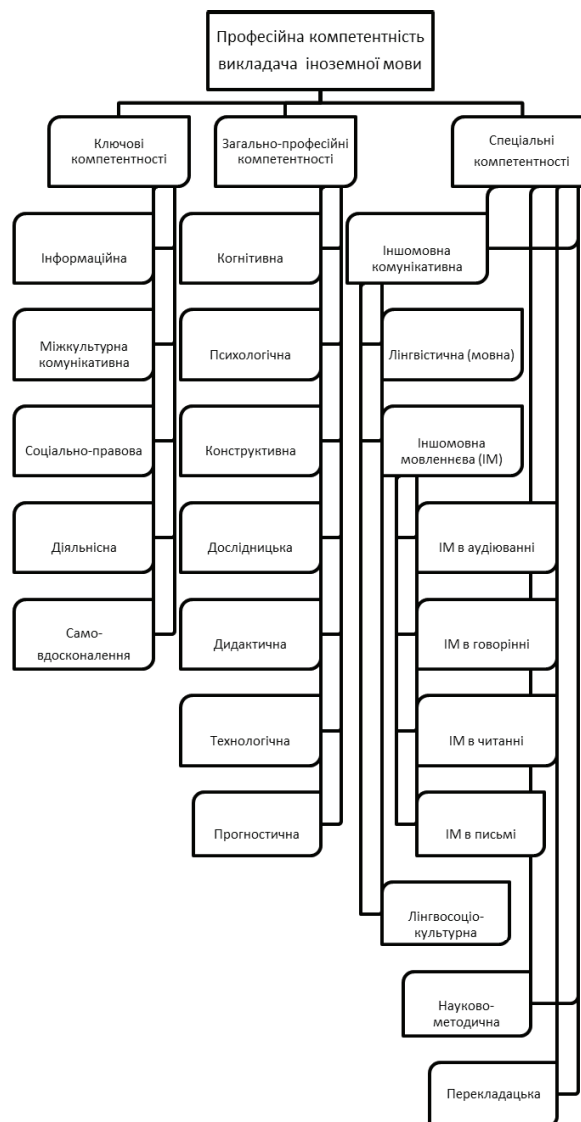 Професійна компетентність
викладача іноземної мови
Ключові
компетентності
Інформаційна
Міжкультурна
комунікативна
Соціально-правова
Діяльнісна
Само-
вдосконалення
Загально-професійні
компетентності
Когнітивна
Психологічна
Конструктивна
Дослідницька
Дидактична
Технологічна
Прогностична
Спеціальні
компетентності
Іншомовна
комунікативна
Лінгвістична (мовна)
Іншомовна
мовленнєва (ІМ)
ІМ в аудіюванні
ІМ в говорінні
ІМ в читанні
ІМ в письмі
Лінгвосоціо-
культурна
Науково-
методична
Перекладацька